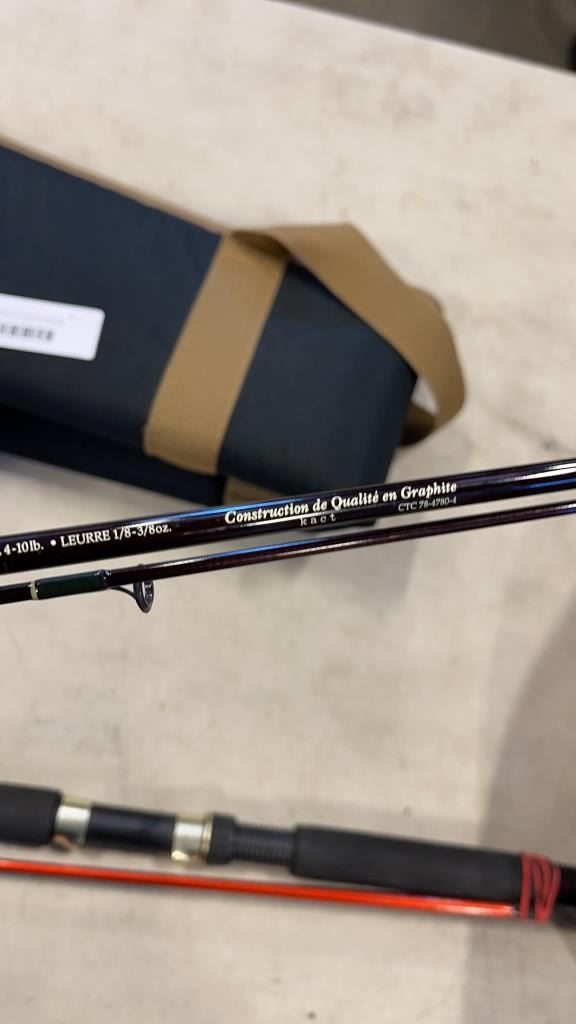 4-10lb. • LEURRE 1/8-3/8oz.
Construction de Qualité en Graphite
kact
CTC 78-4780-4